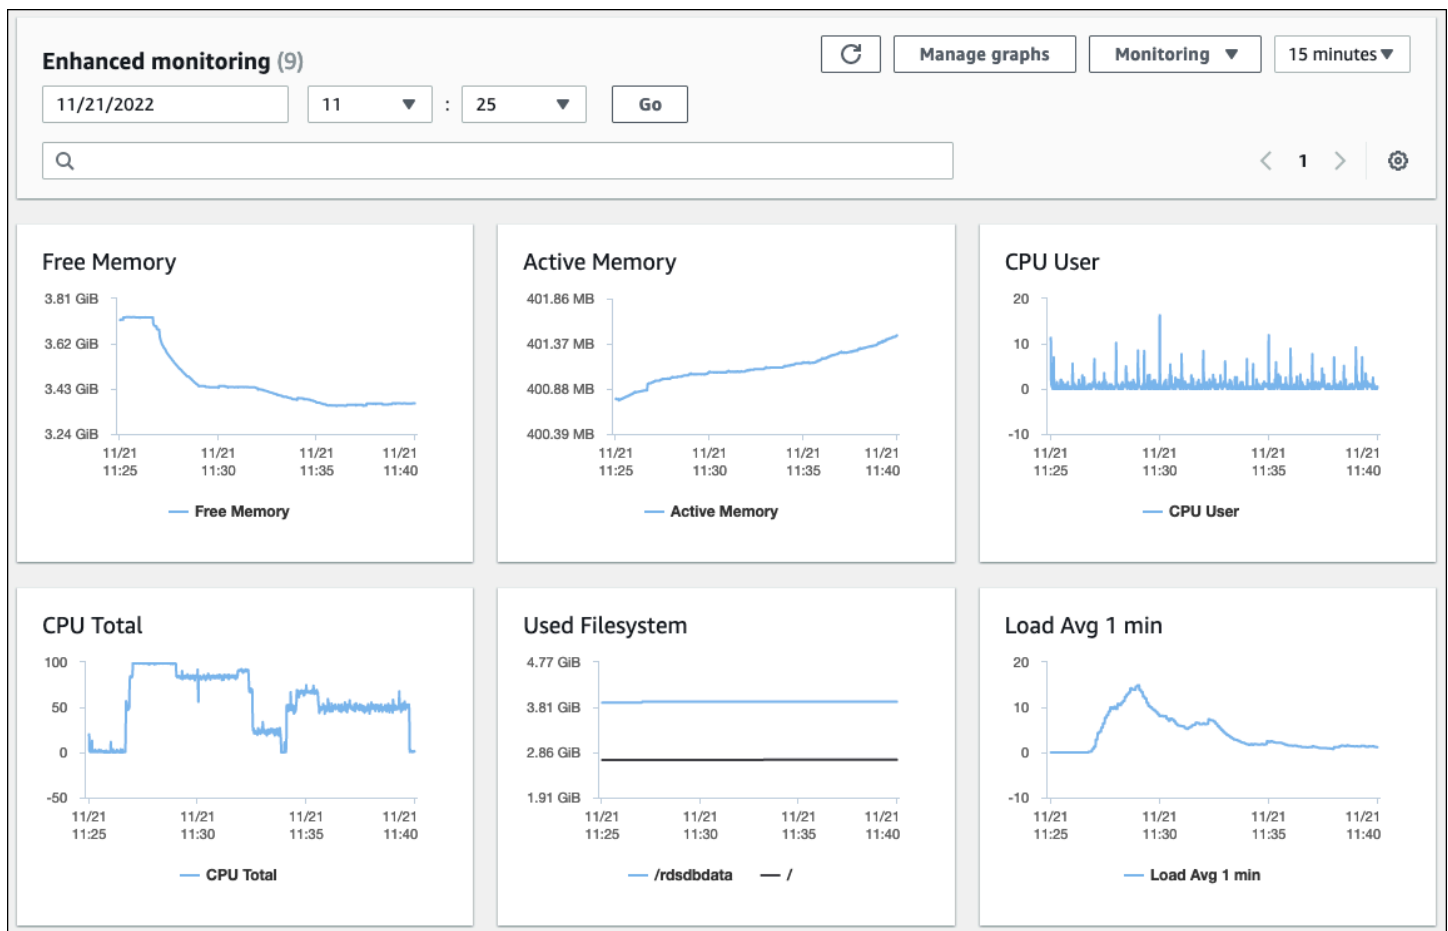 Enhanced monitoring (9)
Manage graphs
Monitoring
15 minutes
11/21/2022
11
:
25
Go
1
Free Memory
3.81 GiB
3.62 GiB
3.43 GiB
3.24 GiB
11/21 11/21 11/21 11/21
11:25 11:30 11:35 11:40
Free Memory
Active Memory
401.86 MB
401.37 MB
400.88 MB
400.39 MB
11/21 11/21 11/21 11/21
11:25 11:30 11:35 11:40
Active Memory
CPU User
20
10
0
-10
11/21 11/21 11/21 11/21
11:25 11:30 11:35 11:40
CPU User
CPU Total
100
50
0
-50
11/21 11/21 11/21 11/21
11:25 11:30 11:35 11:40
CPU Total
Used Filesystem
4.77 GiB
3.81 GiB
2.86 GiB
1.91 GiB
11/21 11/21 11/21 11/21
11:25 11:30 11:35 11:40
/rdsdbdata /
Load Avg 1 min
20
10
0
-10
11/21 11/21 11/21 11/21
11:25 11:30 11:35 11:40
Load Avg 1 min